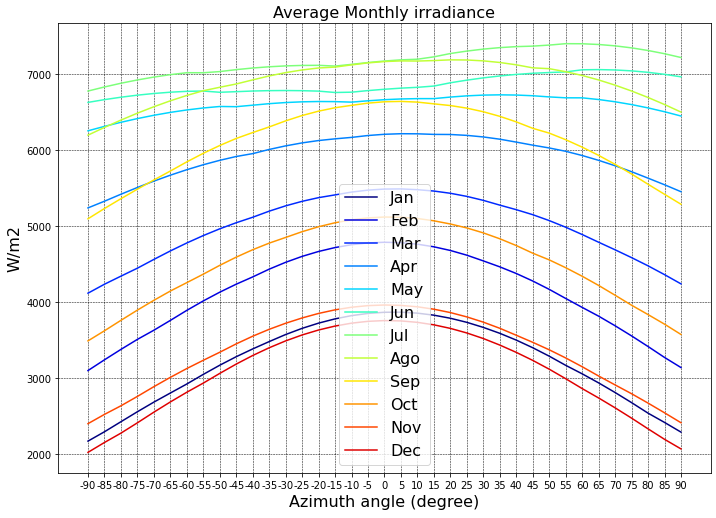 Average Monthly irradiance
W/m2
7000
6000
5000
4000
3000
2000
Jan
Feb
Mar
Apr
May
Jun
Jul
Ago
Sep
Oct
Nov
Dec
-90 -85 -80 -75 -70 -65 -60 -55 -50 -45 -40 -35 -30 -25 -20 -15 -10 -5 0 5 10 15 20 25 30 35 40 45 50 55 60 65 70 75 80 85 90
Azimuth angle (degree)